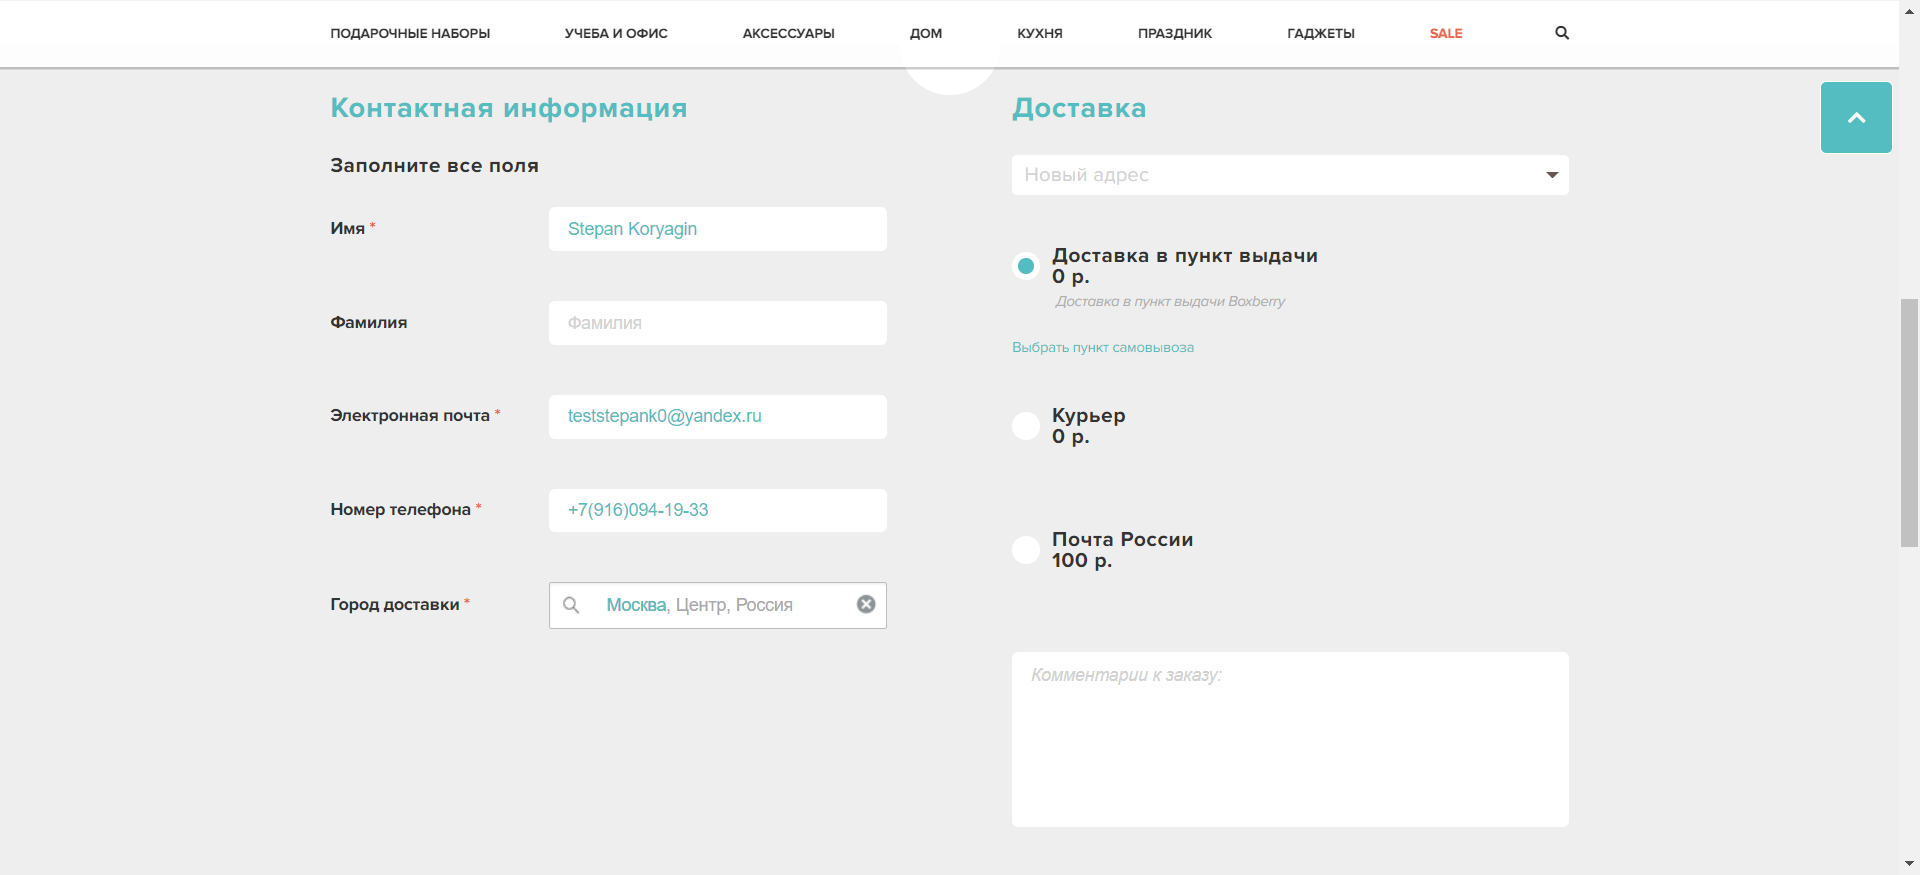 ПОДАРОЧНЫЕ НАБОРЫ УЧЕБА И ОФИС АКСЕССУАРЫ ДОМ КУХНЯ ПРАЗДНИК ГАДЖЕТЫ SALE
Контактная информация
Заполните все поля
Имя * Stepan Koryagin
Фамилия Фамилия
Электронная почта * teststepank0@yandex.ru
Номер телефона * +7(916)094-19-33
Город доставки * Москва, Центр, Россия
Доставка
Новый адрес
Доставка в пункт выдачи
0 р.
Доставка в пункт выдачи Boxberry
Выбрать пункт самовывоза
Курьер
0 р.
Почта России
100 р.
Комментарии к заказу: